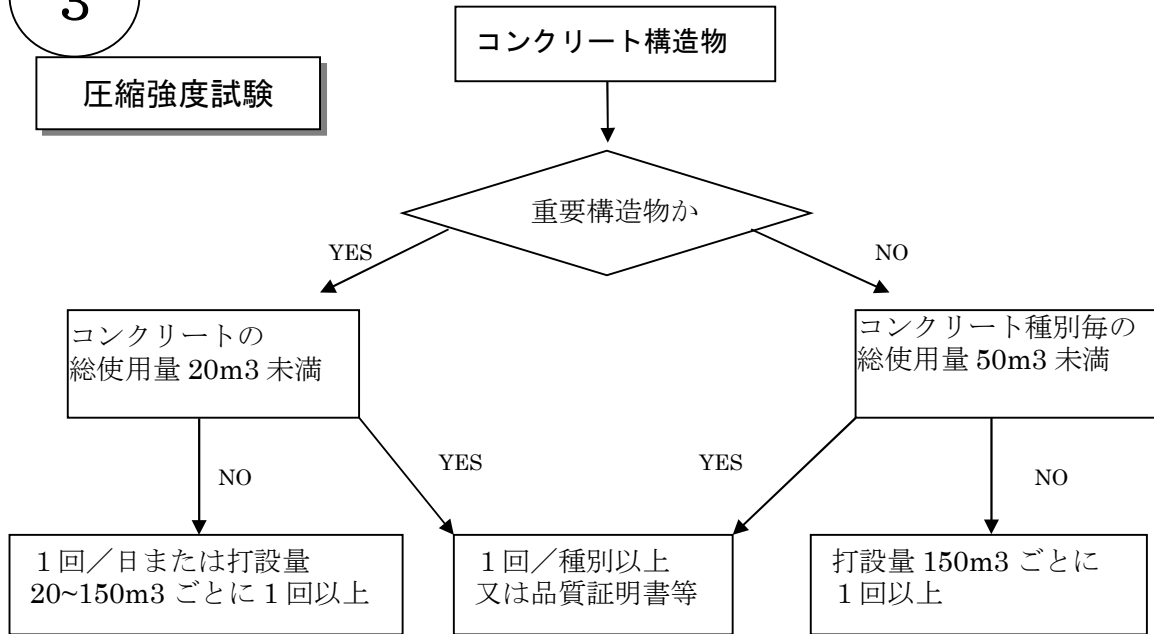 3
圧縮強度試験
コンクリート構造物
重要構造物か
YES
NO
コンクリートの
総使用量 20m3 未満
コンクリート種別毎の
総使用量 50m3 未満
NO
YES
YES
NO
1回／日または打設量
20~150m3 ごとに 1 回以上
1回／種別以上
又は品質証明書等
打設量 150m3 ごとに
1回以上